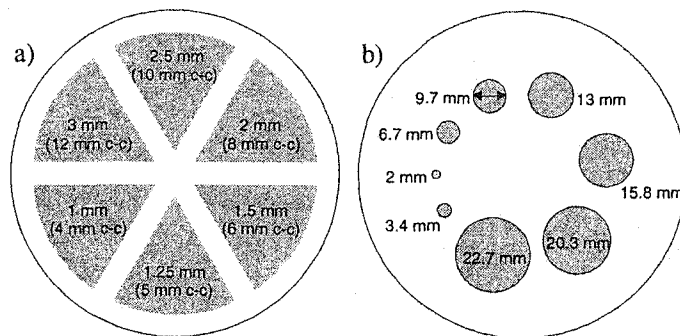 a)
2.5 mm
(10 mm c-c)
3 mm
(12 mm c-c)
2 mm
(8 mm c-c)
1 mm
(4 mm c-c)
1.5 mm
(6 mm c-c)
1.25 mm
(5 mm c-c)
b)
9.7 mm
13 mm
6.7 mm
2 mm
15.8 mm
3.4 mm
20.3 mm
22.7 mm